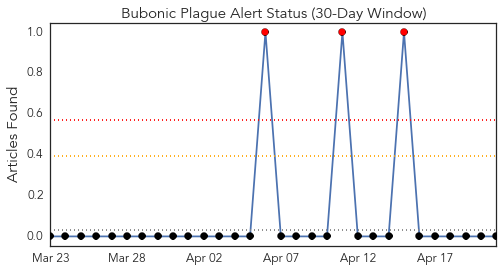 Bubonic Plague Alert Status (30-Day Window)
Articles Found
1.0
0.8
0.6
0.4
0.2
0.0
Mar 23 Mar 28 Apr 02 Apr 07 Apr 12 Apr 17